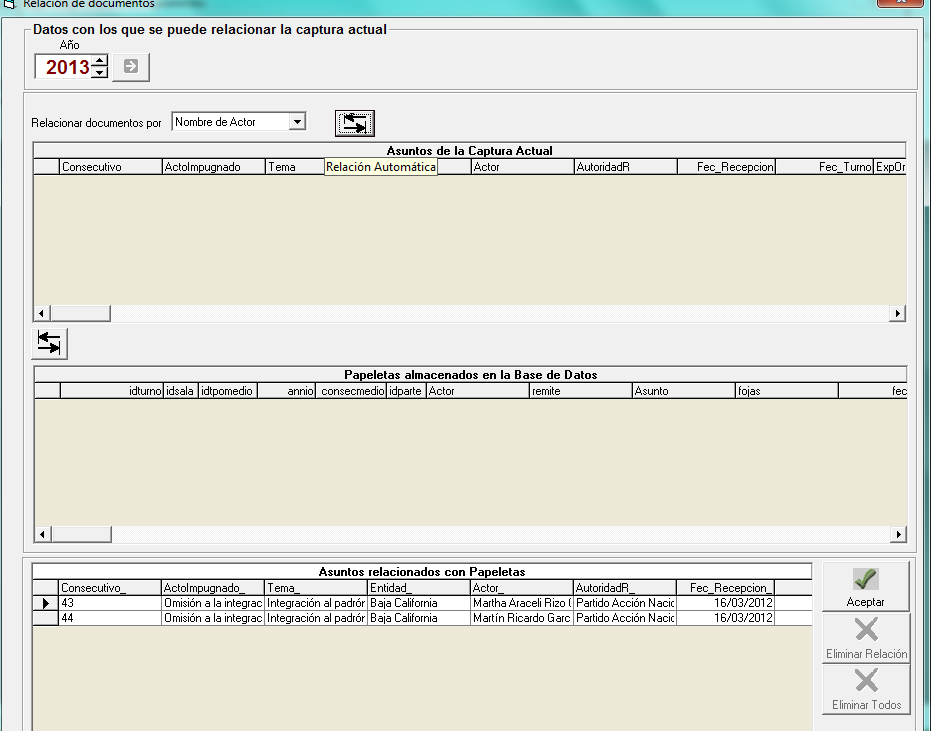 Relación de documentos
Datos con los que se puede relacionar la captura actual
Año
2013
Relacionar documentos por Nombre de Actor
Asuntos de la Captura Actual
Consecutivo ActoImpugnado Tema Relación Automática Actor AutoridadR Fec_Recepcion Fec_Turno ExpOr
Papeletas almacenados en la Base de Datos
idturno idsala idtpomedio annio consecmedio idparte Actor remite Asunto fojas fec
Asuntos relacionados con Papeletas
Consecutivo_ ActoImpugnado_ Tema_ Entidad_ Actor_ AutoridadR_ Fec_Recepcion_
43 Omisión a la integrac Integración al padrór Baja California Martha Araceli Rizo ( Partido Acción Nacic 16/03/2012
44 Omisión a la integrac Integración al padrór Baja California Martín Ricardo Garc Partido Acción Nacic 16/03/2012
Aceptar
Eliminar Relación
Eliminar Todos